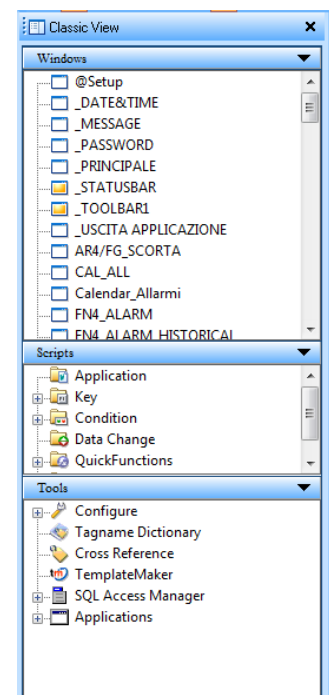 Classic View
Windows
@Setup
_DATE&TIME
_MESSAGE
_PASSWORD
_PRINCIPALE
_STATUSBAR
_TOOLBAR1
_USCITA APPLICAZIONE
AR4/FG_SCORTA
CAL_ALL
Calendar_Allarmi
FN4_ALARM
FN4_ALARM_HISTORICAL
Scripts
Application
Key
Condition
Data Change
QuickFunctions
Tools
Configure
Tagname Dictionary
Cross Reference
TemplateMaker
SQL Access Manager
Applications